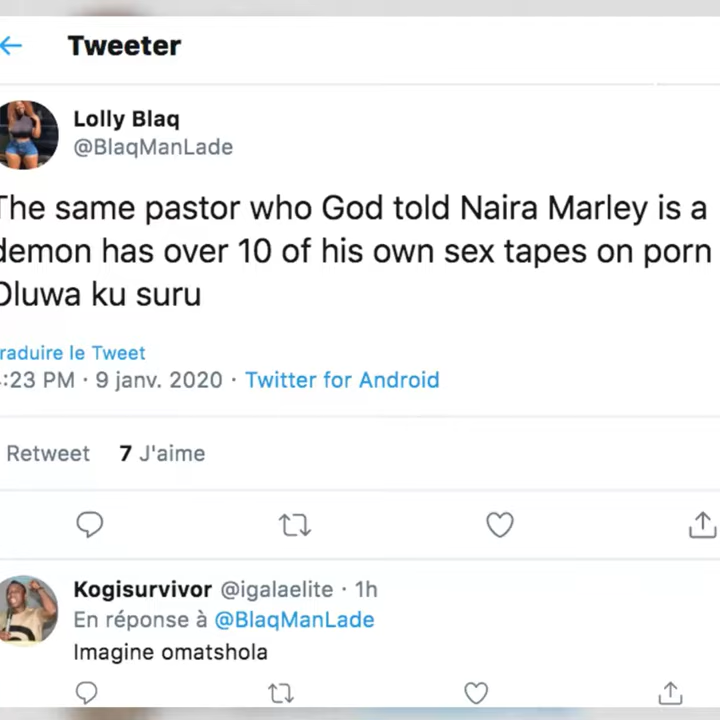 Tweeter
Lolly Blaq
@BlaqManLade
The same pastor who God told Naira Marley is a
demon has over 10 of his own sex tapes on porn
Oluwa ku suru
raduire le Tweet
:23 PM · 9 janv. 2020 · Twitter for Android
Retweet 7 J'aime
Kogisurvivor @igalaelite · 1h
En réponse à @BlaqManLade
Imagine omatshola